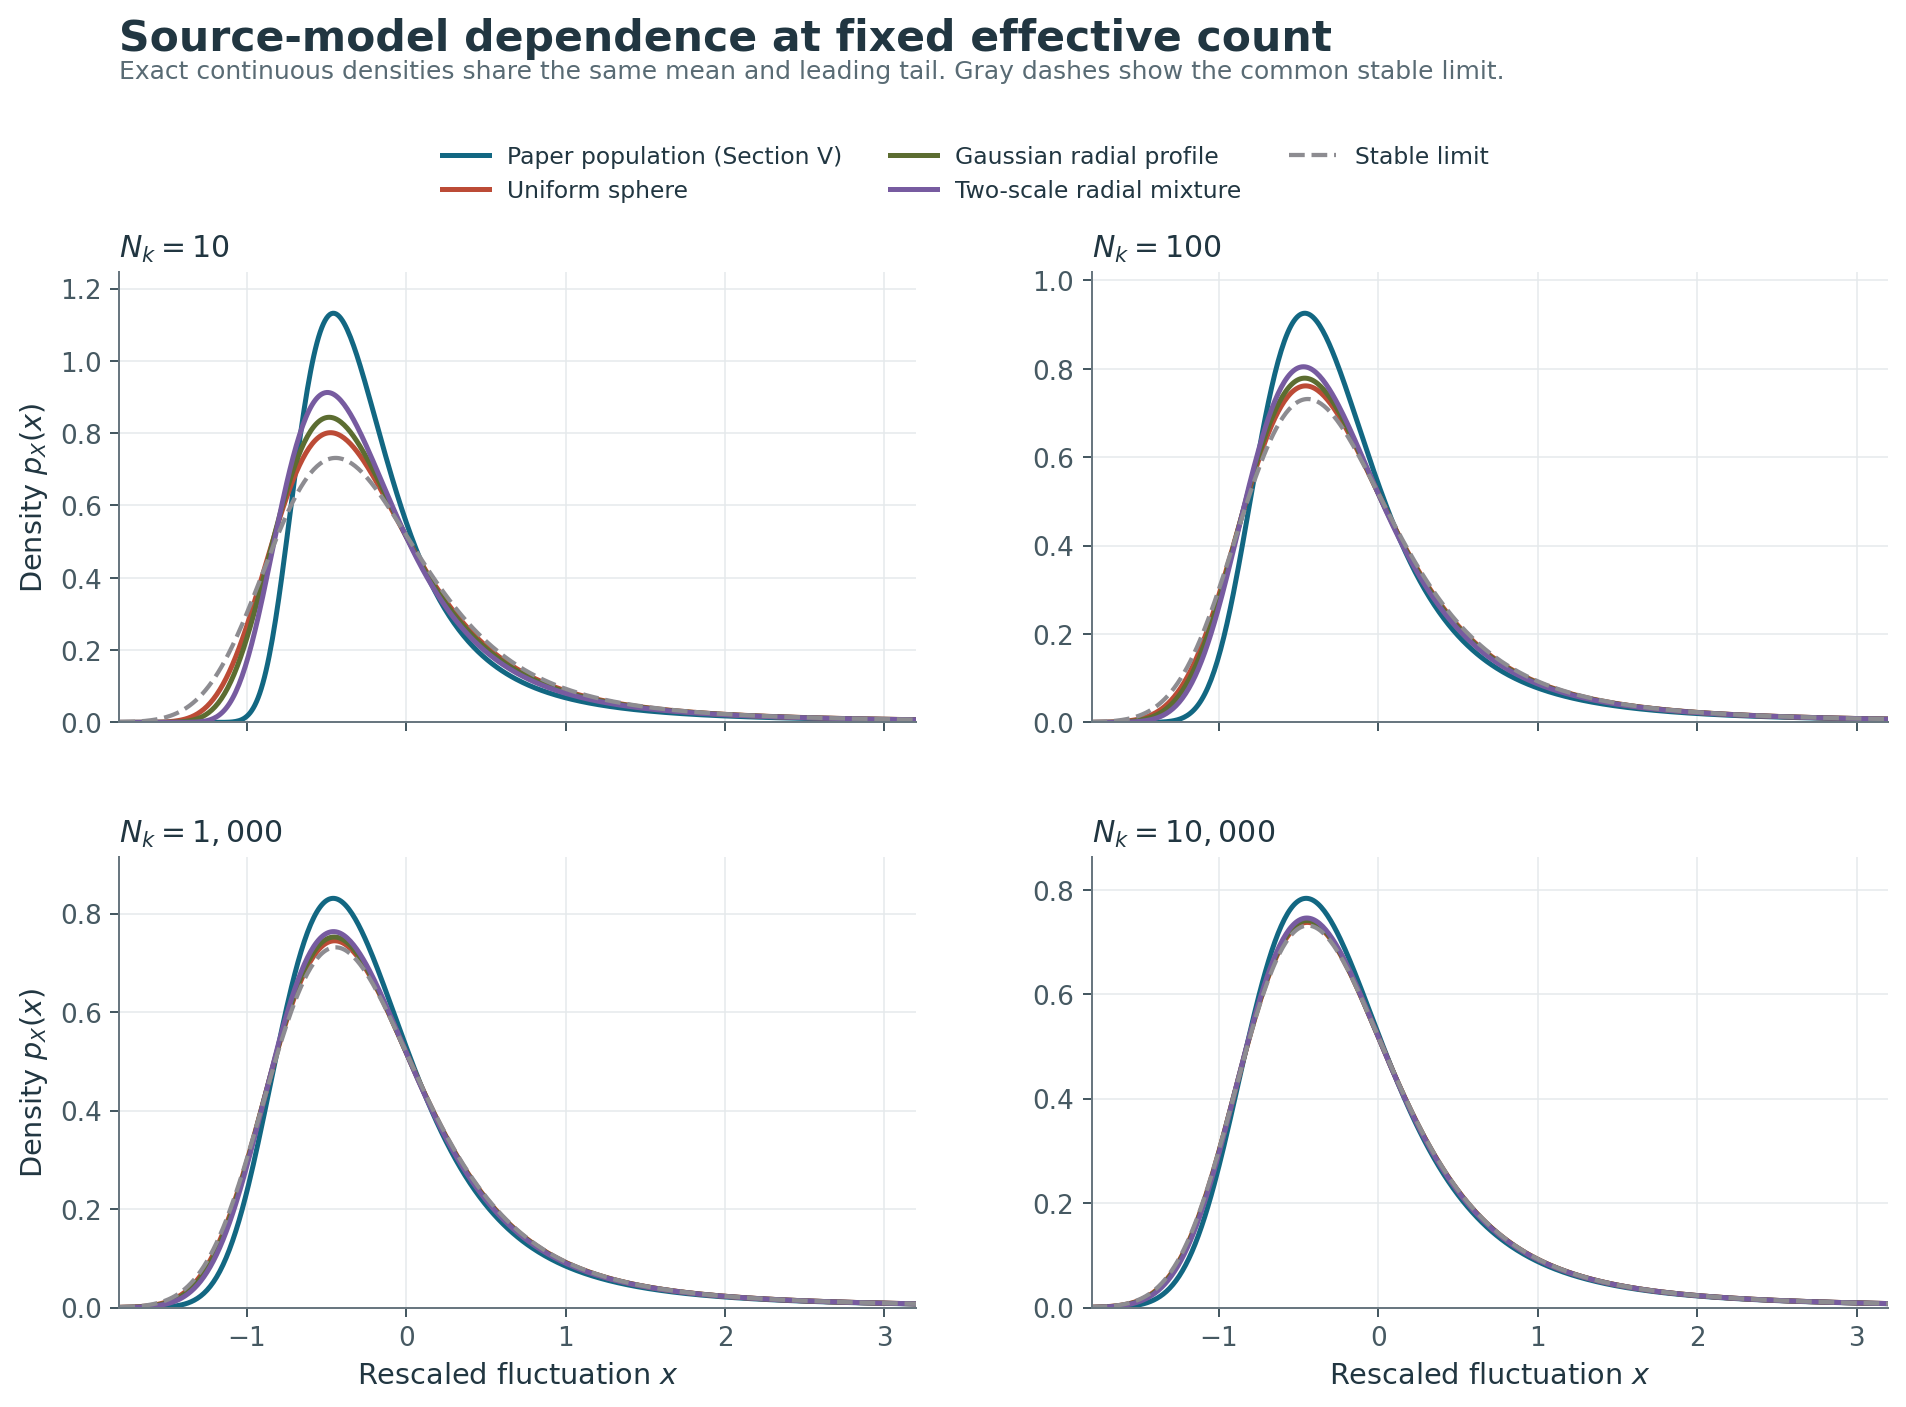 Source-model dependence at fixed effective count
Exact continuous densities share the same mean and leading tail. Gray dashes show the common stable limit.
Paper population (Section V)
Uniform sphere
Gaussian radial profile
Two-scale radial mixture
Stable limit
N_k = 10
1.2
1.0
0.8
0.6
0.4
0.2
0.0
Density p_X(x)
N_k = 100
1.0
0.8
0.6
0.4
0.2
0.0
N_k = 1,000
0.8
0.6
0.4
0.2
0.0
Density p_X(x)
−1 0 1 2 3
Rescaled fluctuation x
N_k = 10,000
0.8
0.6
0.4
0.2
0.0
−1 0 1 2 3
Rescaled fluctuation x